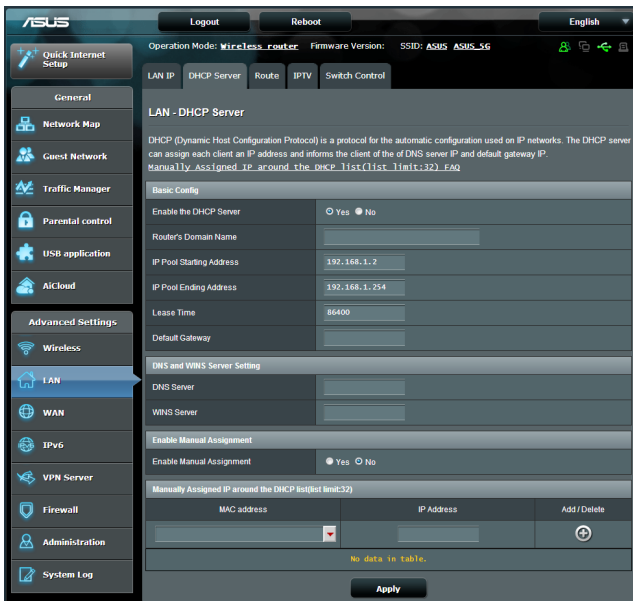 ASUS
Logout
Reboot
English
Quick Internet Setup
Operation Mode: Wireless router Firmware Version: SSID: ASUS ASUS_5G
LAN IP
DHCP Server
Route
IPTV
Switch Control
General
Network Map
Guest Network
Traffic Manager
Parental control
USB application
AiCloud
Advanced Settings
Wireless
LAN
WAN
IPv6
VPN Server
Firewall
Administration
System Log
LAN - DHCP Server
DHCP (Dynamic Host Configuration Protocol) is a protocol for the automatic configuration used on IP networks. The DHCP server
can assign each client an IP address and informs the client of the of DNS server IP and default gateway IP.
Manually Assigned IP around the DHCP list(list limit:32) FAQ
Basic Config
Enable the DHCP Server Yes No
Router's Domain Name
IP Pool Starting Address 192.168.1.2
IP Pool Ending Address 192.168.1.254
Lease Time 86400
Default Gateway
DNS and WINS Server Setting
DNS Server
WINS Server
Enable Manual Assignment
Enable Manual Assignment Yes No
Manually Assigned IP around the DHCP list(list limit:32)
MAC address IP Address Add / Delete
No data in table.
Apply